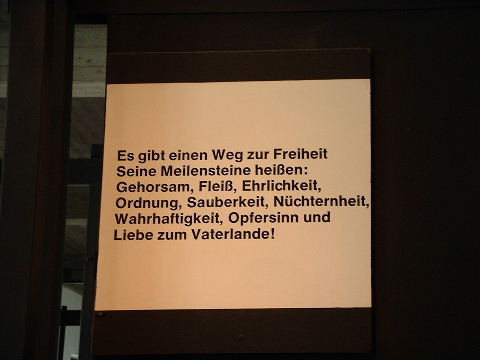 Es gibt einen Weg zur Freiheit
Seine Meilensteine heißen:
Gehorsam, Fleiß, Ehrlichkeit,
Ordnung, Sauberkeit, Nüchternheit,
Wahrhaftigkeit, Opfersinn und
Liebe zum Vaterlande!